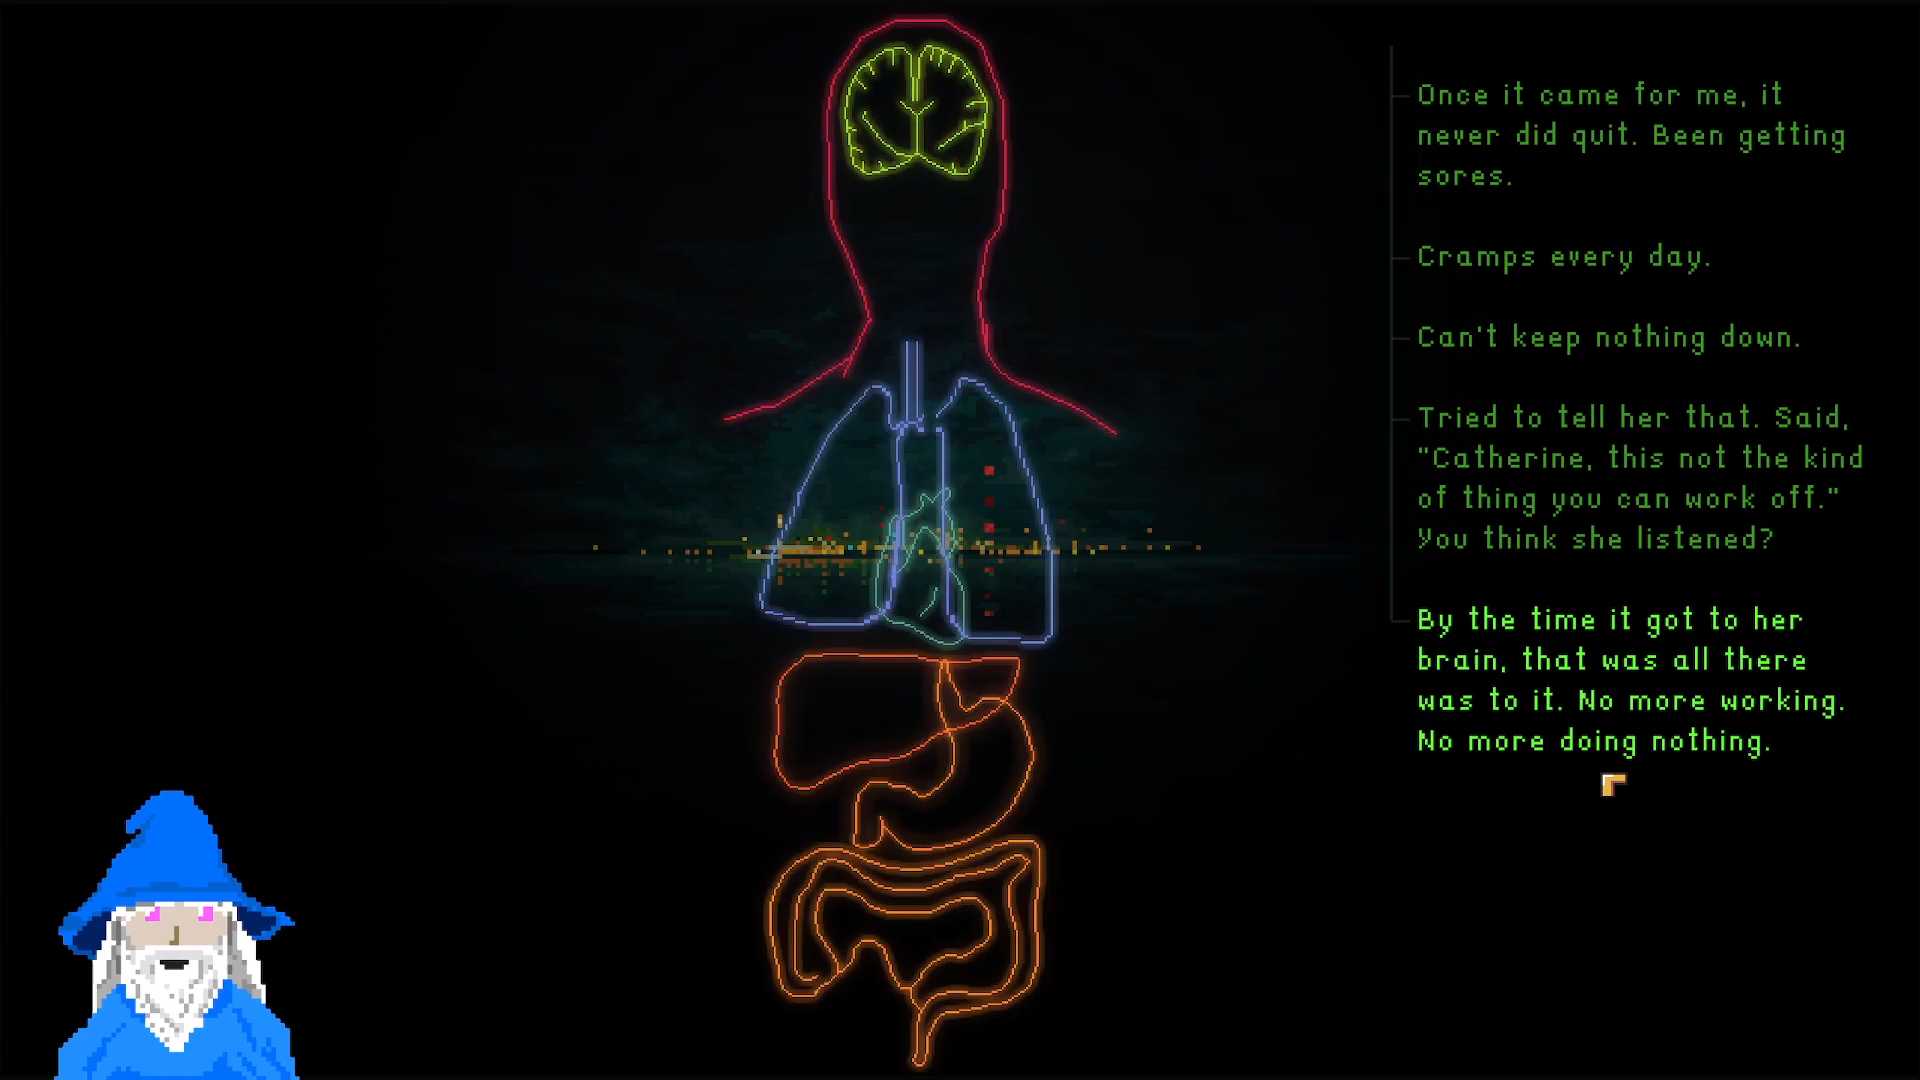 Once it came for me, it
never did quit. Been getting
sores.
Cramps every day.
Can't keep nothing down.
Tried to tell her that. Said,
"Catherine, this not the kind
of thing you can work off."
You think she listened?
By the time it got to her
brain, that was all there
was to it. No more working.
No more doing nothing.